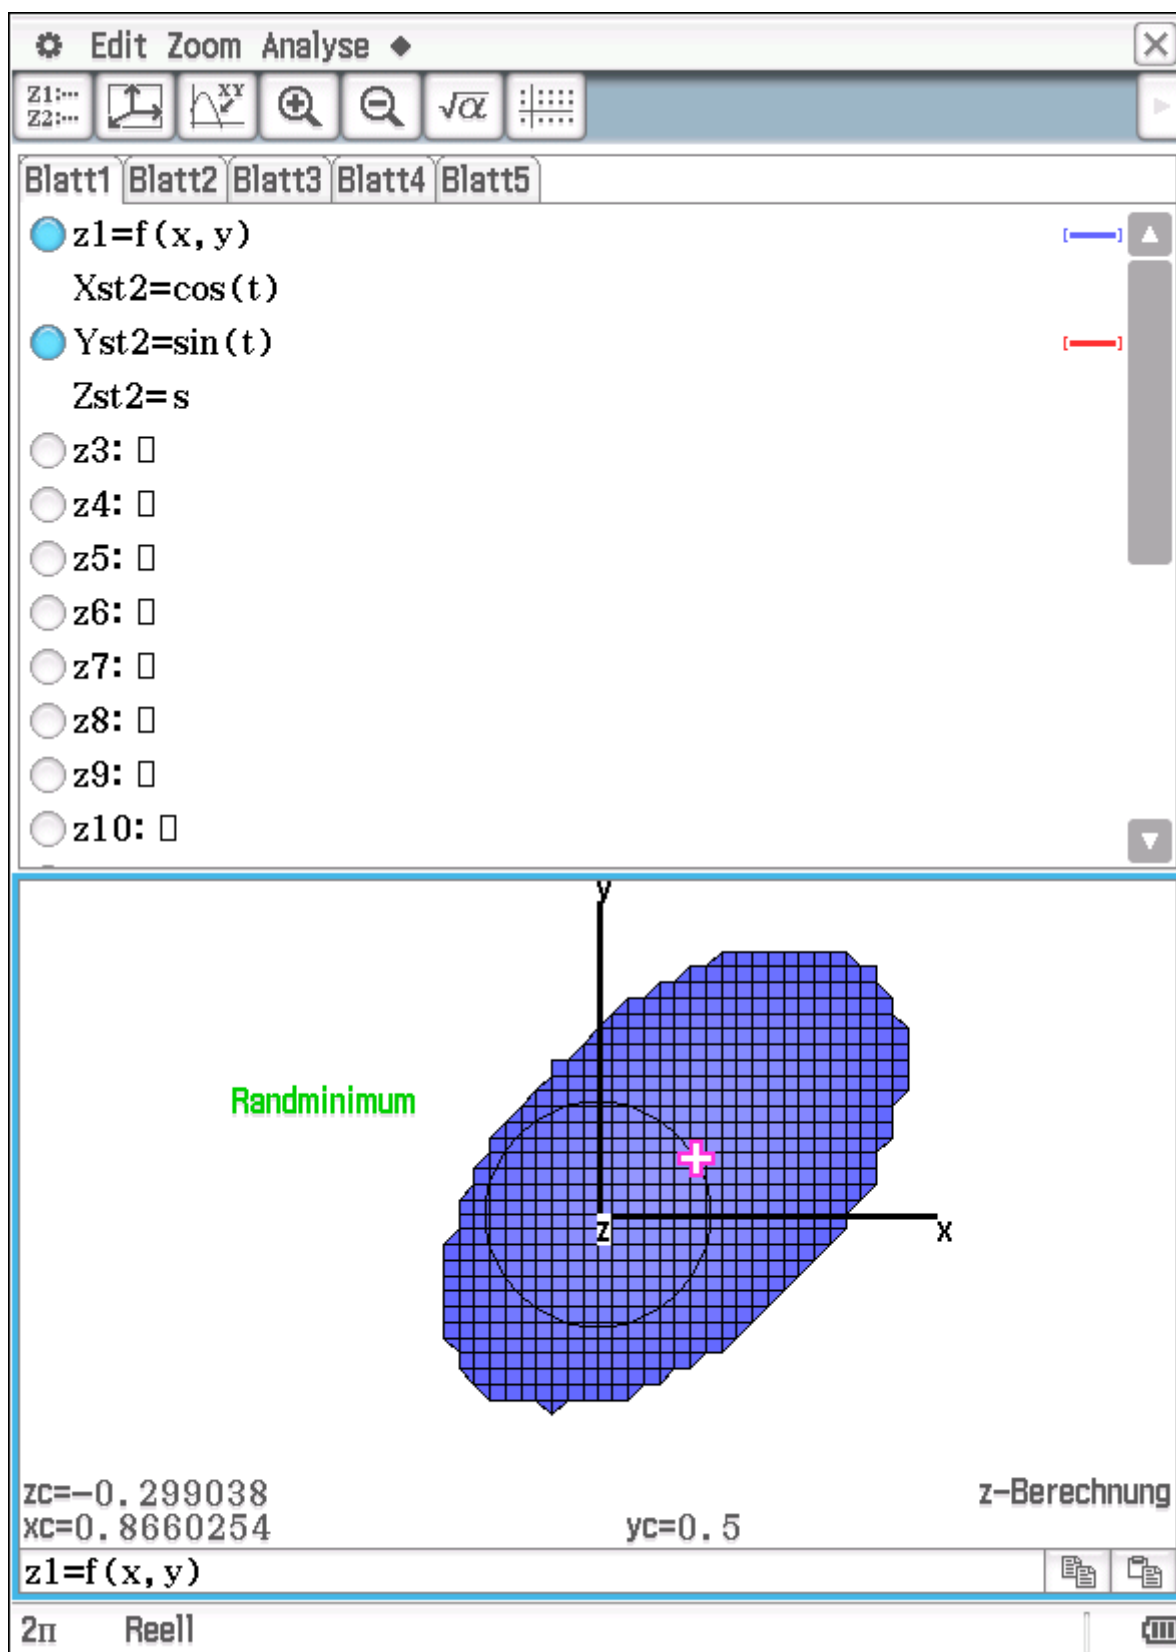 Edit Zoom Analyse
Z1:… XY √α
Z2:…
Blatt1 Blatt2 Blatt3 Blatt4 Blatt5
z1=f(x,y)
Xst2=cos(t)
Yst2=sin(t)
Zst2=s
z3:
z4:
z5:
z6:
z7:
z8:
z9:
z10:
y
Randminimum
z
x
zc=-0.299038 z-Berechnung
xc=0.8660254 yc=0.5
z1=f(x,y)
2π Reell